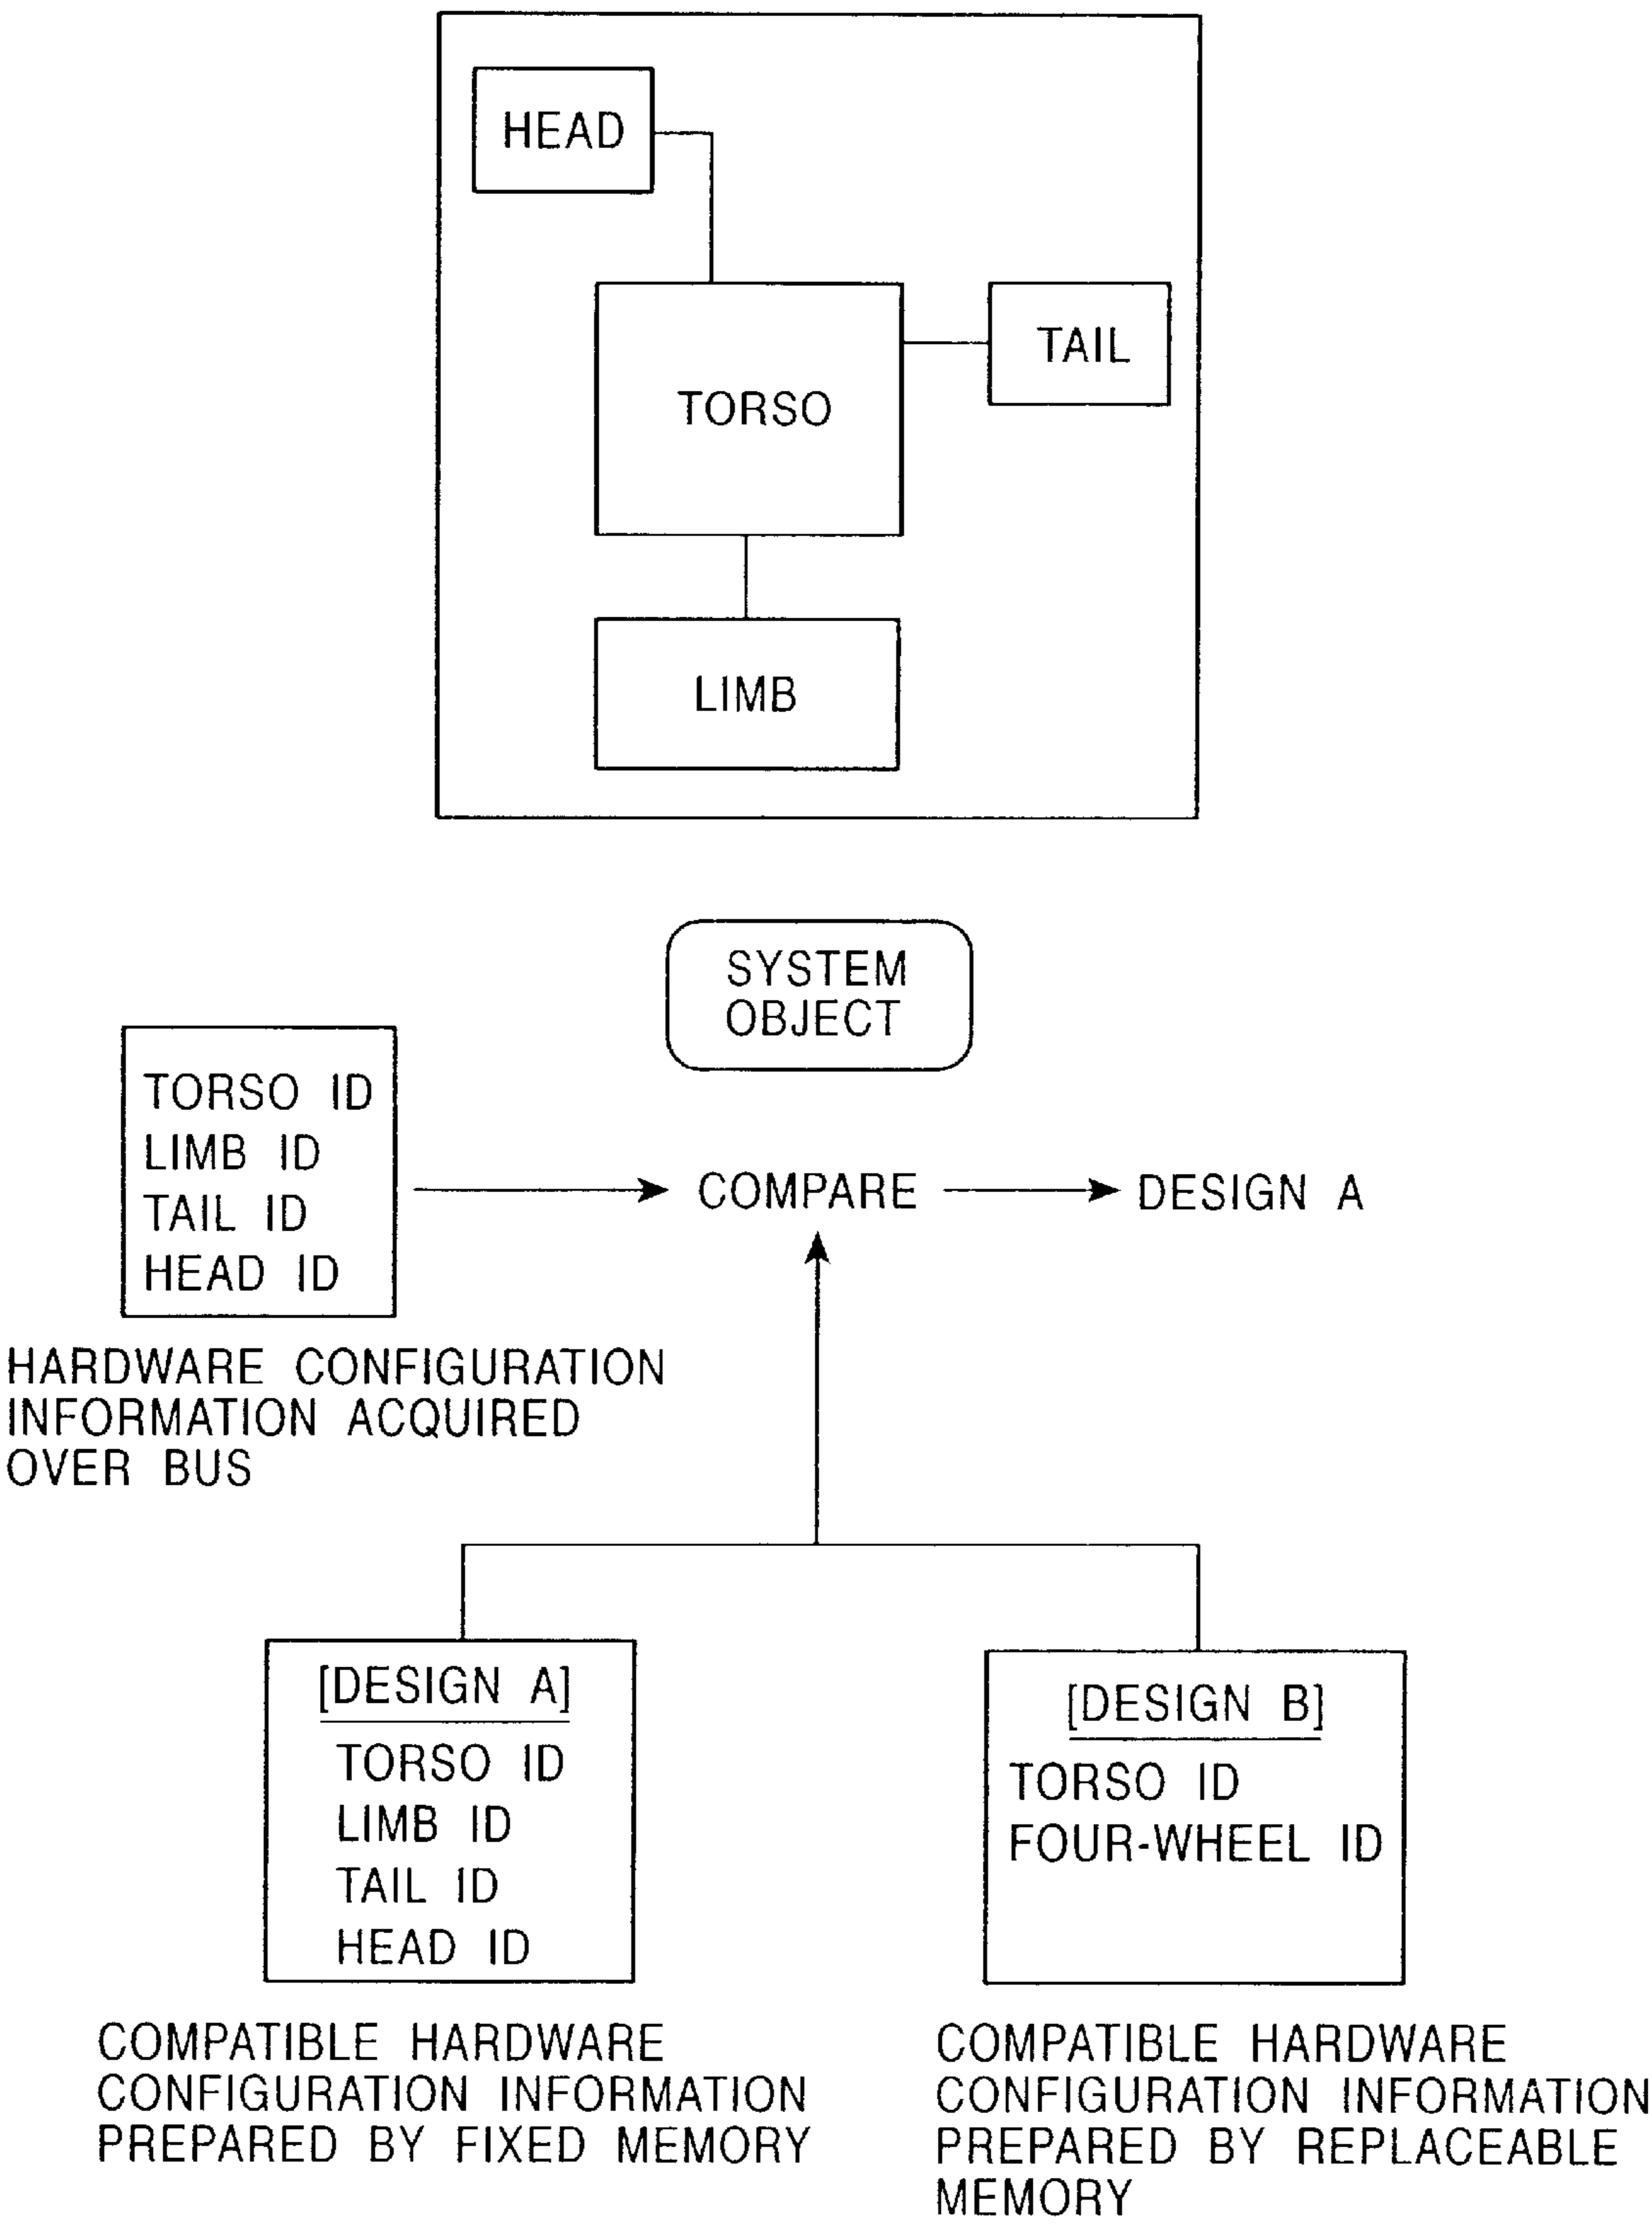 HEAD
TAIL
TORSO
LIMB
SYSTEM
OBJECT
TORSO ID
LIMB ID
TAIL ID
HEAD ID
COMPARE
DESIGN A
HARDWARE CONFIGURATION
INFORMATION ACQUIRED
OVER BUS
[DESIGN A]
TORSO ID
LIMB ID
TAIL ID
HEAD ID
[DESIGN B]
TORSO ID
FOUR-WHEEL ID
COMPATIBLE HARDWARE
CONFIGURATION INFORMATION
PREPARED BY FIXED MEMORY
COMPATIBLE HARDWARE
CONFIGURATION INFORMATION
PREPARED BY REPLACEABLE
MEMORY